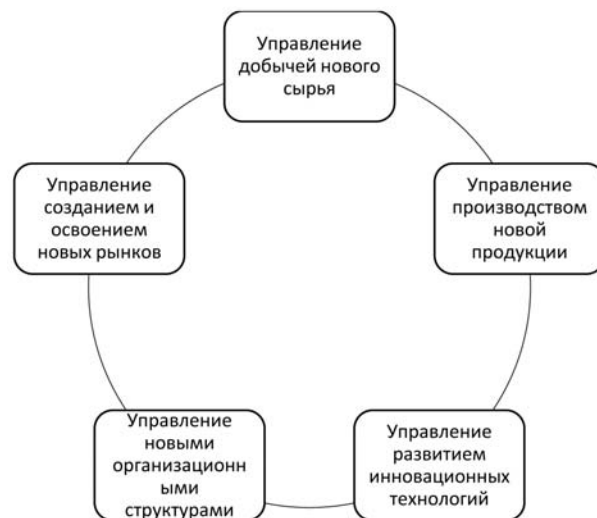 Управление
добычей нового
сырья
Управление
производством
новой
продукции
Управление
развитием
инновационных
технологий
Управление
новыми
организационн
ыми
структурами
Управление
созданием и
освоением
новых рынков